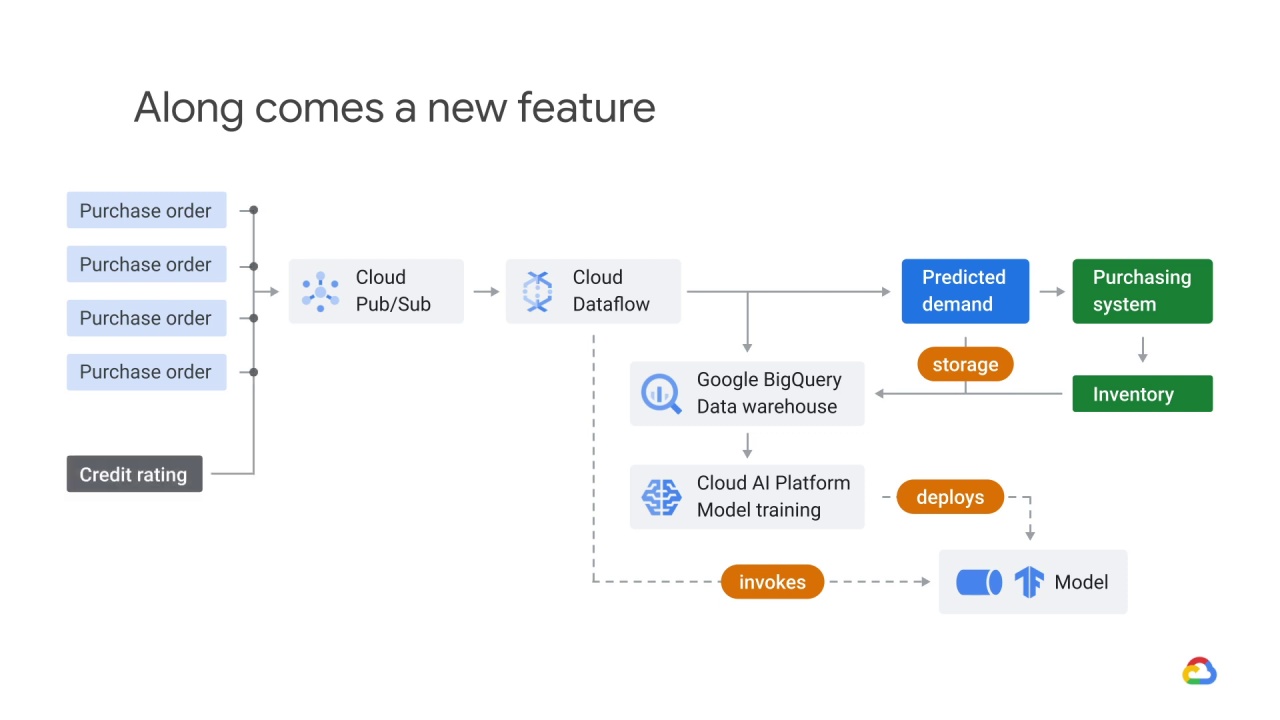 Along comes a new feature
Purchase order
Purchase order
Purchase order
Purchase order
Credit rating
Cloud
Pub/Sub
Cloud
Dataflow
Predicted
demand
Purchasing
system
storage
Google BigQuery
Data warehouse
Inventory
Cloud AI Platform
Model training
deploys
invokes
Model